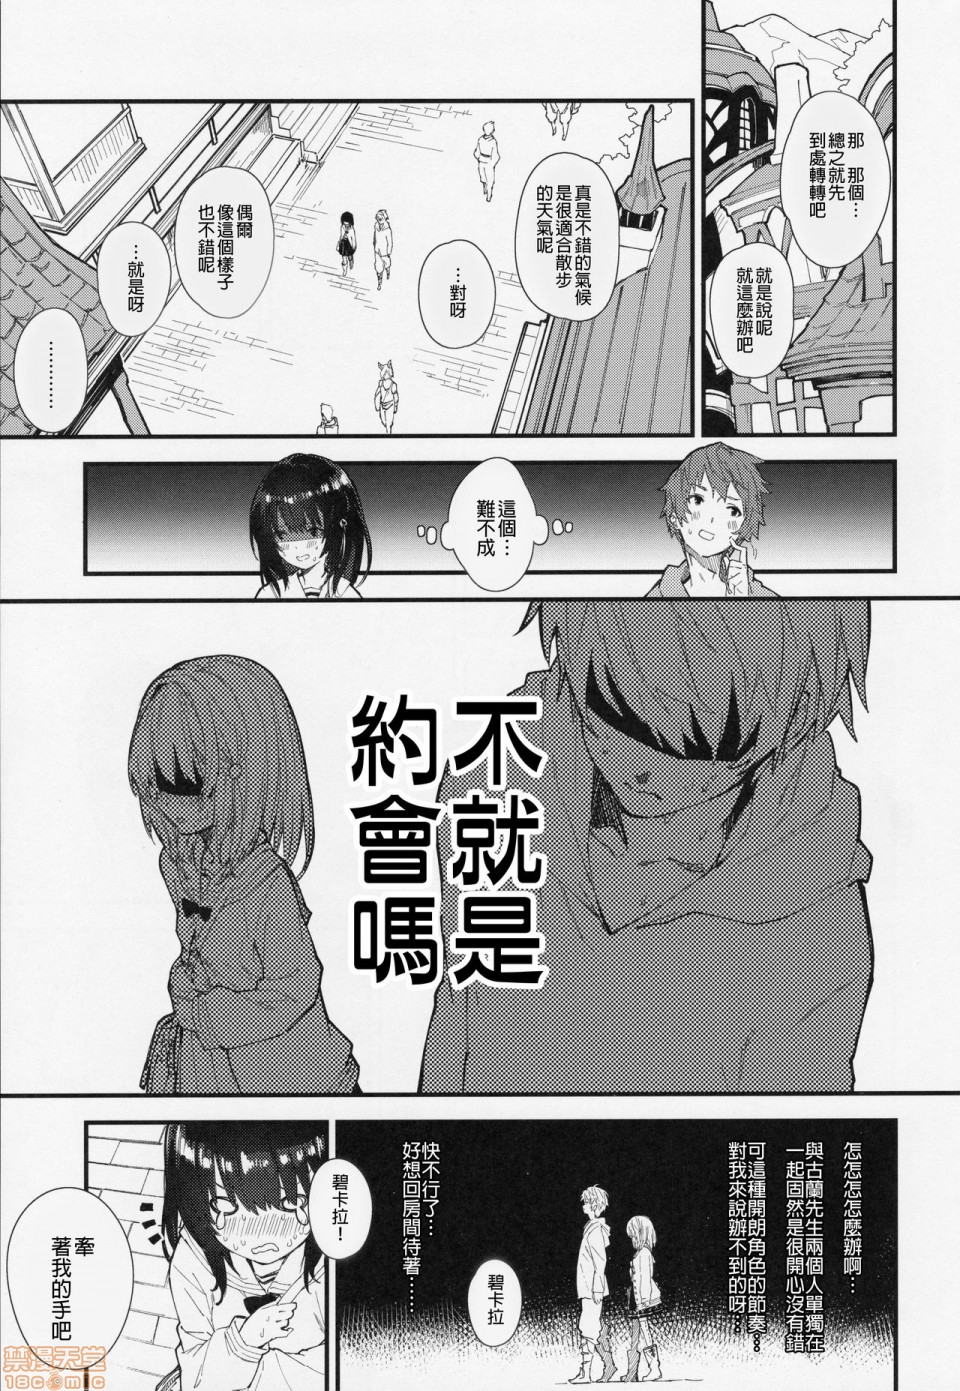 那 那個…
總之就先
到處轉轉吧
就是說呢
就這麼辦吧
真是不錯的氣候
是很適合散步
的天氣呢
…對呀
偶爾
像這個樣子
也不錯呢
…就是呀
………
這個…
難不成
不就是
約會嗎
怎怎怎怎麼辦啊…
與古蘭先生兩個人單獨在
一起固然是很開心沒有錯
可這種開朗角色的節奏…
對我來說辦不到的呀…
碧卡拉
快不行了…
好想回房間待著……
碧卡拉!
牽
著我的手吧
禁漫天堂
18comic